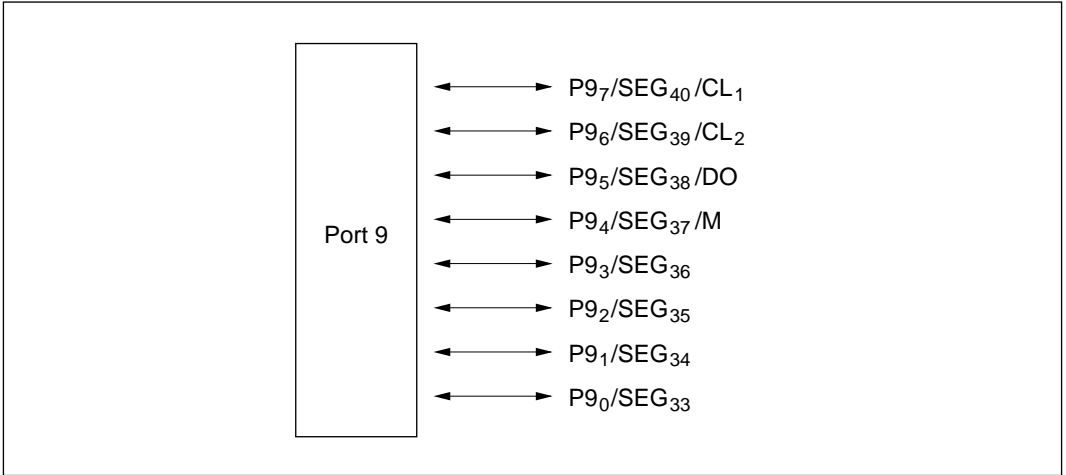 P9₇/SEG₄₀/CL₁
P9₆/SEG₃₉/CL₂
P9₅/SEG₃₈/DO
P9₄/SEG₃₇/M
Port 9
P9₃/SEG₃₆
P9₂/SEG₃₅
P9₁/SEG₃₄
P9₀/SEG₃₃